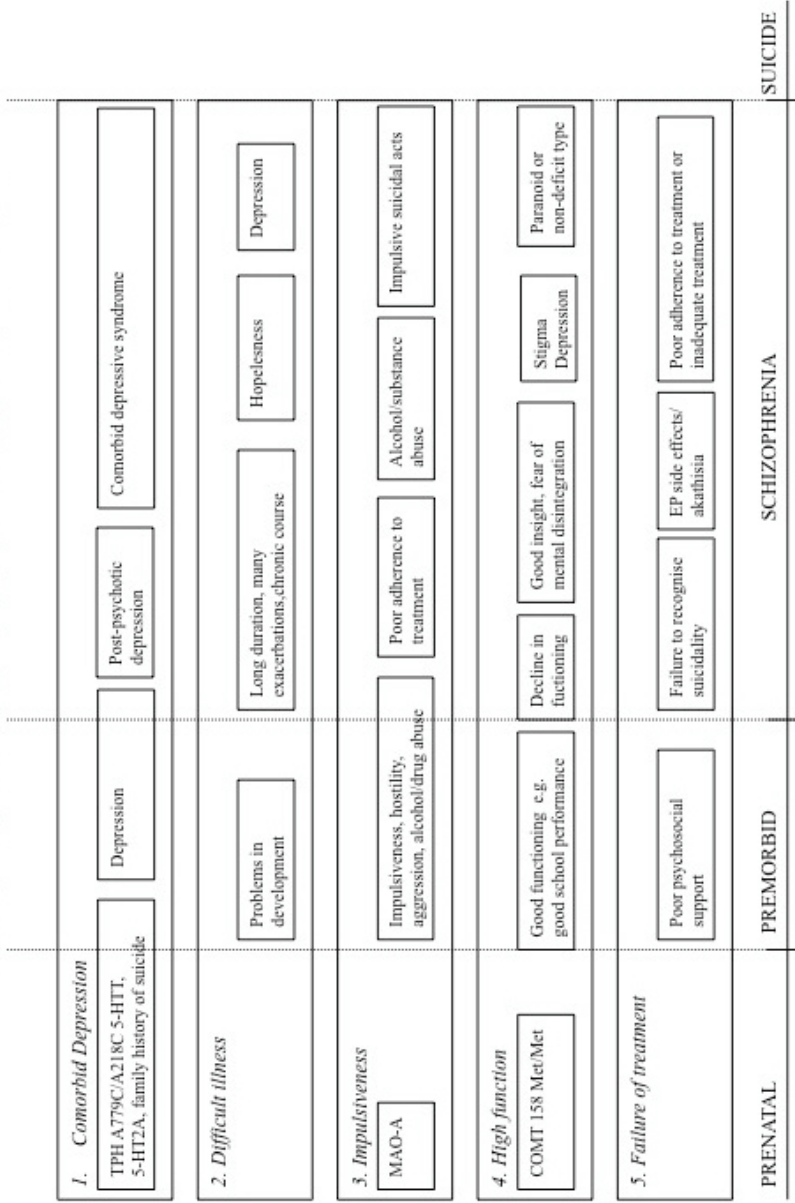 1. Comorbid Depression
TPH A779C/A218C 5-HTT,
5-HT2A, family history of suicide
Depression
Post-psychotic
depression
Comorbid depressive syndrome
2. Difficult illness
Problems in
development
Long duration, many
exacerbations,chronic course
Hopelesness
Depression
3. Impulsiveness
MAO-A
Impulsiveness, hostility,
aggression, alcohol/drug abuse
Poor adherence to
treatment
Alcohol/substance
abuse
Impulsive suicidal acts
4. High function
COMT 158 Met/Met
Good functioning e.g.
good school performance
Decline in
fuctioning
Good insight, fear of
mental disintegration
Stigma
Depression
Paranoid or
non-deficit type
5. Failure of treatment
Poor psychosocial
support
Failure to recognise
suicidality
EP side effects/
akathisia
Poor adherence to treatment or
inadequate treatment
PRENATAL
PREMORBID
SCHIZOPHRENIA
SUICIDE